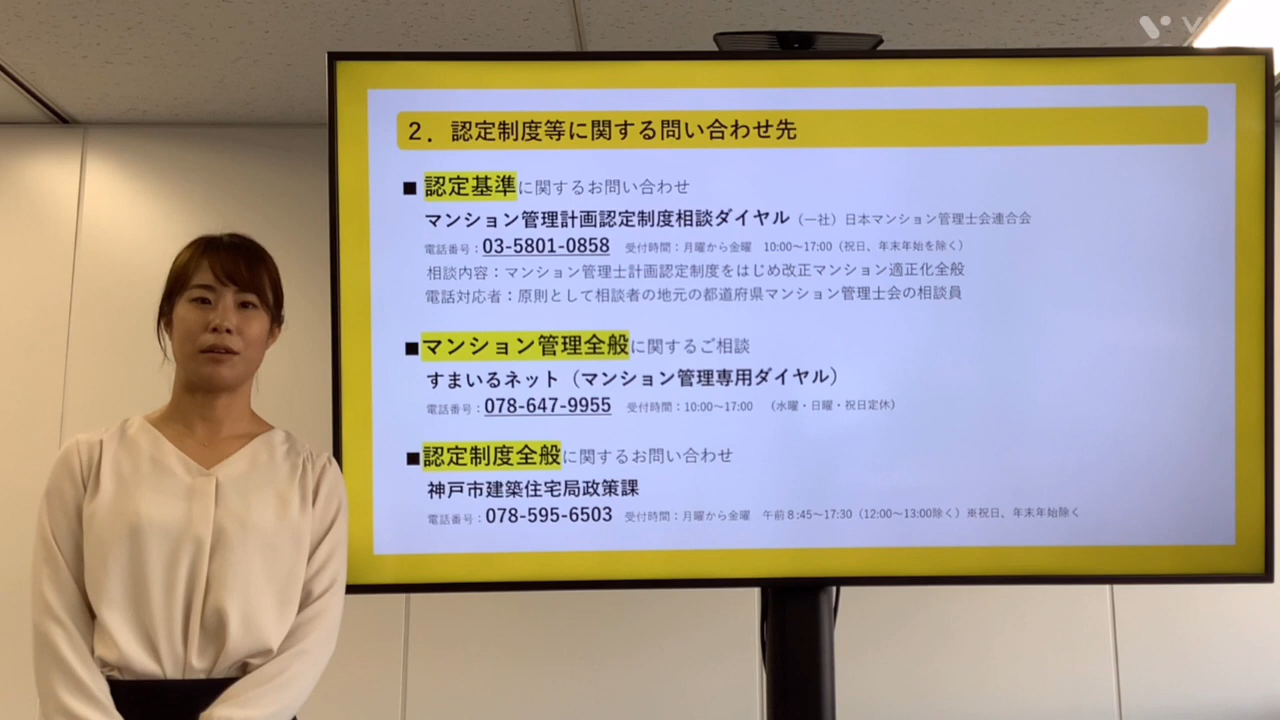 2．認定制度等に関する問い合わせ先
■ 認定基準に関するお問い合わせ
マンション管理計画認定制度相談ダイヤル（一社）日本マンション管理士会連合会
電話番号：03-5801-0858　受付時間：月曜から金曜　10:00～17:00（祝日、年末年始を除く）
相談内容：マンション管理士計画認定制度をはじめ改正マンション適正化全般
電話対応者：原則として相談者の地元の都道府県マンション管理士会の相談員
■マンション管理全般に関するご相談
すまいるネット（マンション管理専用ダイヤル）
電話番号：078-647-9955　受付時間：10:00～17:00　（水曜・日曜・祝日定休）
■認定制度全般に関するお問い合わせ
神戸市建築住宅局政策課
電話番号：078-595-6503　受付時間：月曜から金曜　午前８:45～17:30（12:00～13:00除く）※祝日、年末年始除く